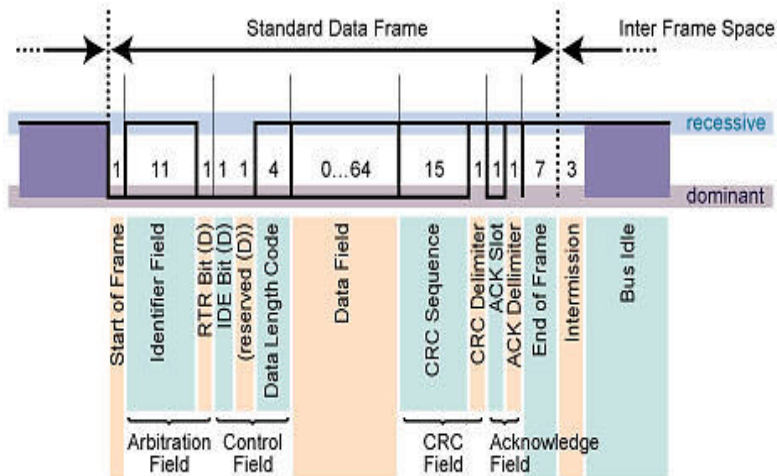 Standard Data Frame
Inter Frame Space
recessive
1 11 1 1 1 4 0...64 15 1 1 1 7 3
dominant
Start of Frame
Identifier Field
RTR Bit (D)
IDE Bit (D)
(reserved (D))
Data Length Code
Data Field
CRC Sequence
CRC Delimiter
ACK Slot
ACK Dellimiter
End of Frame
Intermission
Bus Idle
Arbitration
Field
Control
Field
CRC
Field
Acknowledge
Field